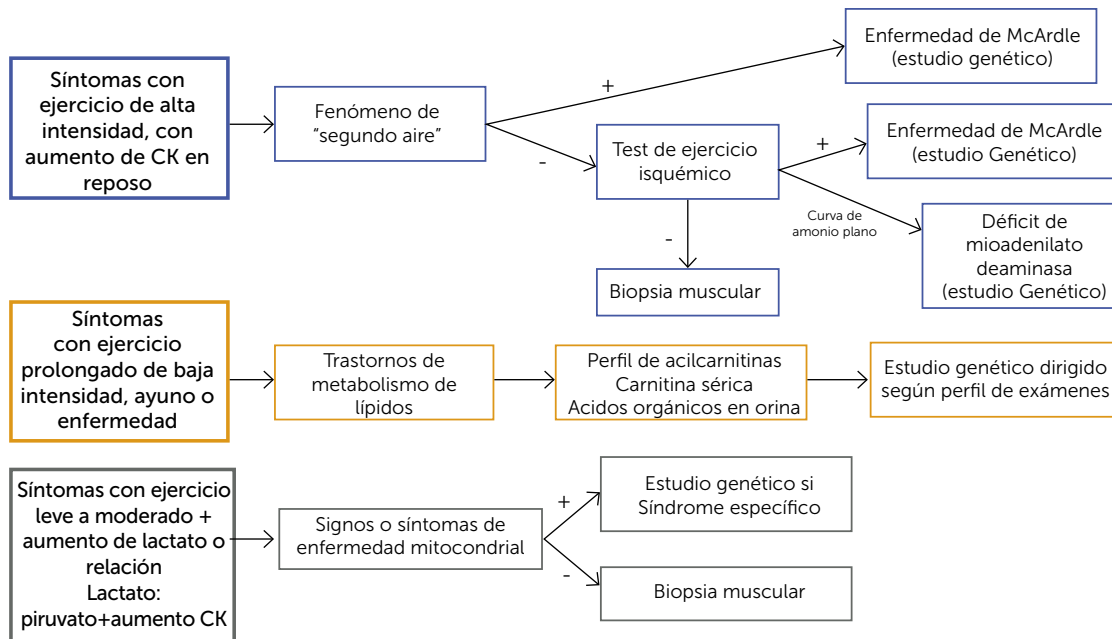 Síntomas con
ejercicio de alta
intensidad, con
aumento de CK en
reposo
Fenómeno de
“segundo aire”
+
-
Enfermedad de McArdle
(estudio genético)
Test de ejercicio
isquémico
+
Curva de
amonio plano
-
Enfermedad de McArdle
(estudio Genético)
Déficit de
mioadenilato
deaminasa
(estudio Genético)
Biopsia muscular
Síntomas
con ejercicio
prolongado de baja
intensidad, ayuno o
enfermedad
Trastornos de
metabolismo de
lípidos
Perfil de acilcarnitinas
Carnitina sérica
Acidos orgánicos en orina
Estudio genético dirigido
según perfil de exámenes
Síntomas con ejercicio
leve a moderado +
aumento de lactato o
relación
Lactato:
piruvato+aumento CK
Signos o síntomas de
enfermedad mitocondrial
+
-
Estudio genético si
Síndrome específico
Biopsia muscular